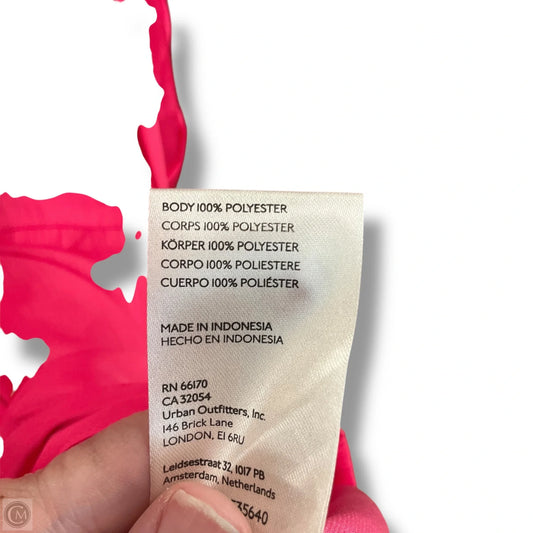 BODY 100% POLYESTER
CORPS 100% POLYESTER
KÖRPER 100% POLYESTER
CORPO 100% POLIESTERE
CUERPO 100% POLIÉSTER
MADE IN INDONESIA
HECHO EN INDONESIA
RN 66170
CA 32054
Urban Outfitters, Inc.
146 Brick Lane
LONDON, E1 6RU
Leidsestraat 32, 1017 PB
Amsterdam, Netherlands